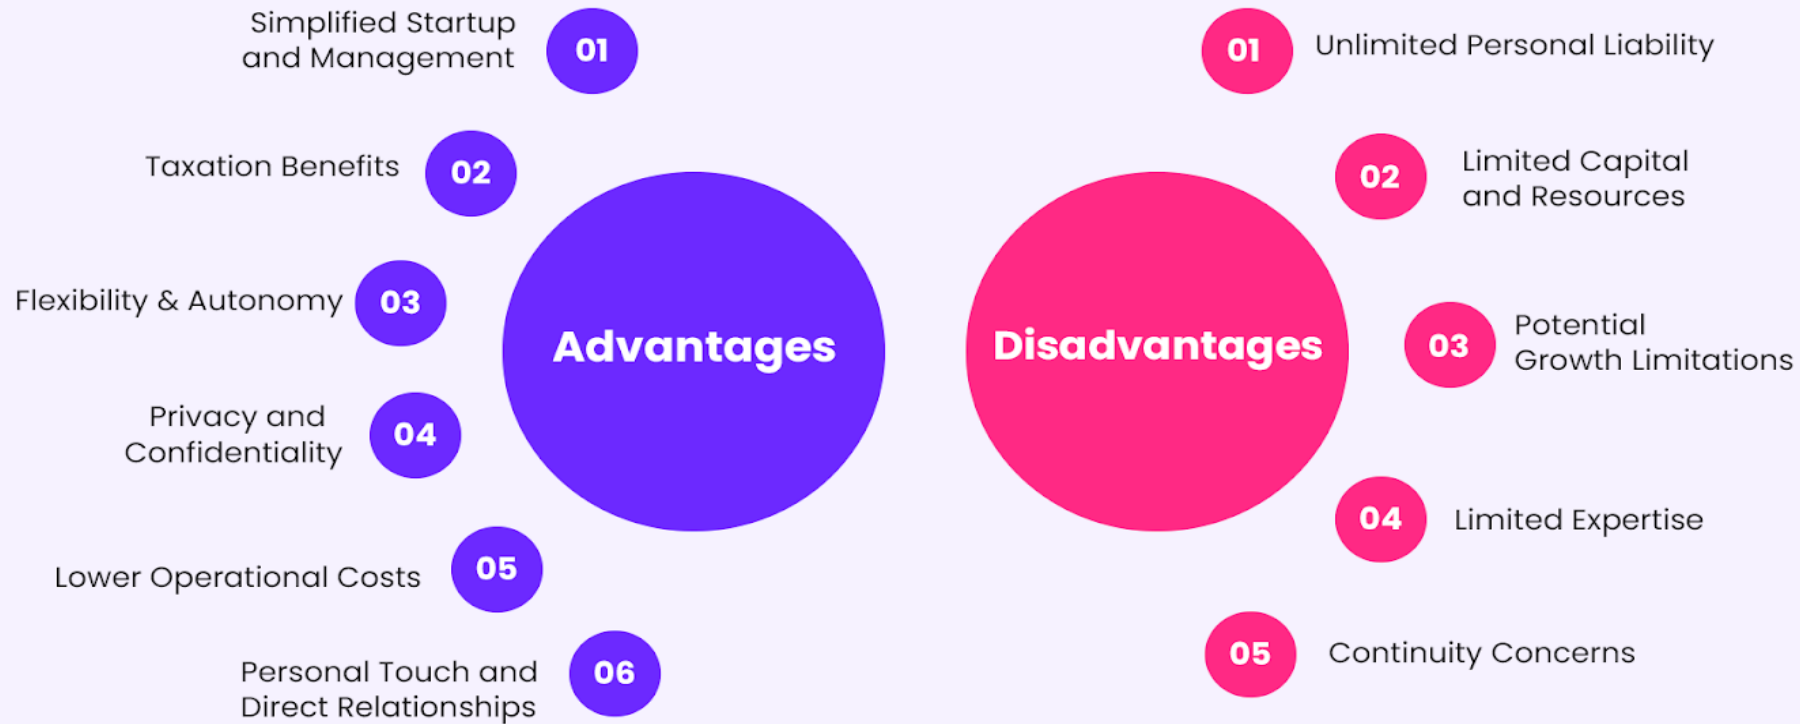 Advantages
01
Simplified Startup
and Management
02
Taxation Benefits
03
Flexibility & Autonomy
04
Privacy and
Confidentiality
05
Lower Operational Costs
06
Personal Touch and
Direct Relationships
Disadvantages
01
Unlimited Personal Liability
02
Limited Capital
and Resources
03
Potential
Growth Limitations
04
Limited Expertise
05
Continuity Concerns